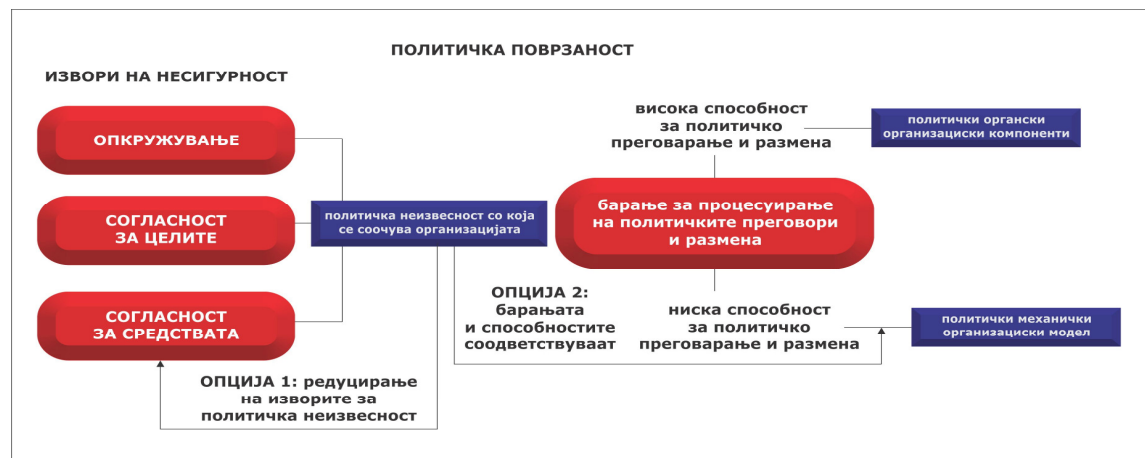 ПОЛИТИЧКА ПОВРЗАНОСТ
ИЗВОРИ НА НЕСИГУРНОСТ
ОПКРУЖУВАЊЕ
СОГЛАСНОСТ
ЗА ЦЕЛИТЕ
СОГЛАСНОСТ
ЗА СРЕДСТВАТА
политичка неизвесност со која
се соочува организацијата
ОПЦИЈА 1: редуцирање
на изворите за
политичка неизвесност
ОПЦИЈА 2:
барањата
и способностите
соодветствуваат
висока способност
за политичко
преговарање и размена
политички органски
организациски компоненти
барање за процесуирање
на политичките преговори
и размена
ниска способност
за политичко
преговарање и размена
политички механички
организациски модел